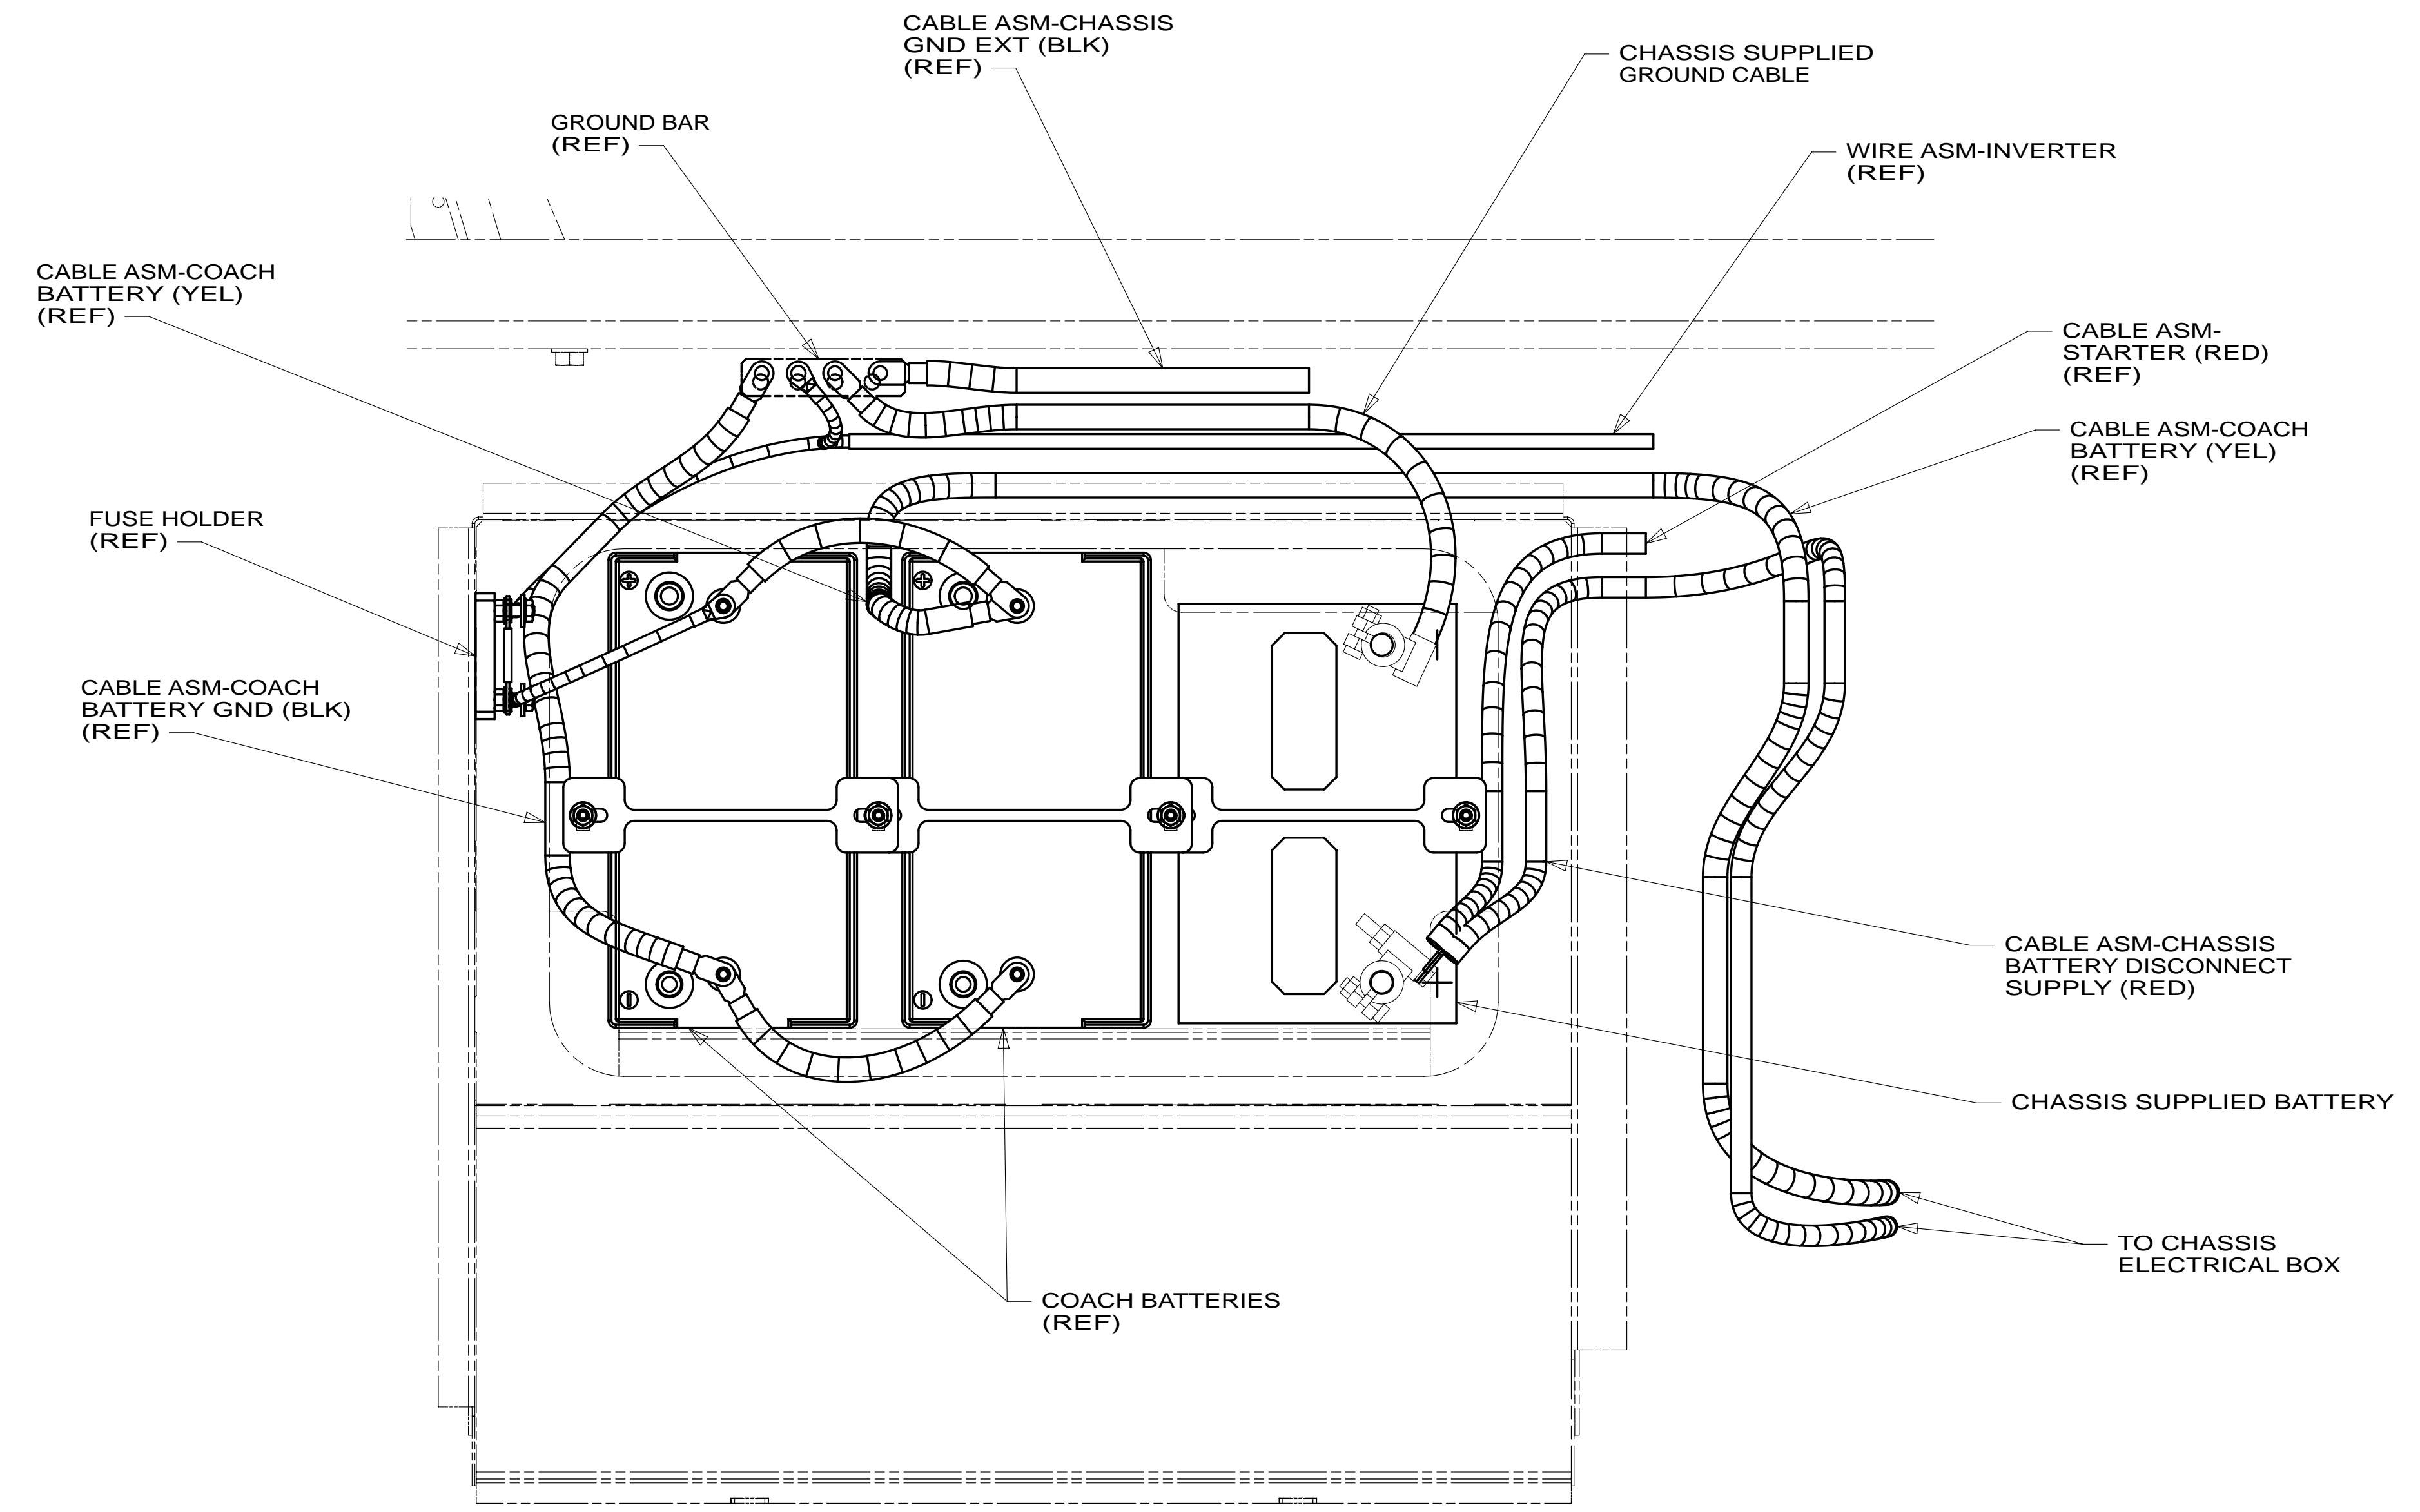 CABLE ASM-CHASSIS
GND EXT (BLK)
(REF)
CHASSIS SUPPLIED
GROUND CABLE
GROUND BAR
(REF)
WIRE ASM-INVERTER
(REF)
CABLE ASM-COACH
BATTERY (YEL)
(REF)
CABLE ASM-
STARTER (RED)
(REF)
CABLE ASM-COACH
BATTERY (YEL)
(REF)
FUSE HOLDER
(REF)
CABLE ASM-COACH
BATTERY GND (BLK)
(REF)
CABLE ASM-CHASSIS
BATTERY DISCONNECT
SUPPLY (RED)
CHASSIS SUPPLIED BATTERY
TO CHASSIS
ELECTRICAL BOX
COACH BATTERIES
(REF)